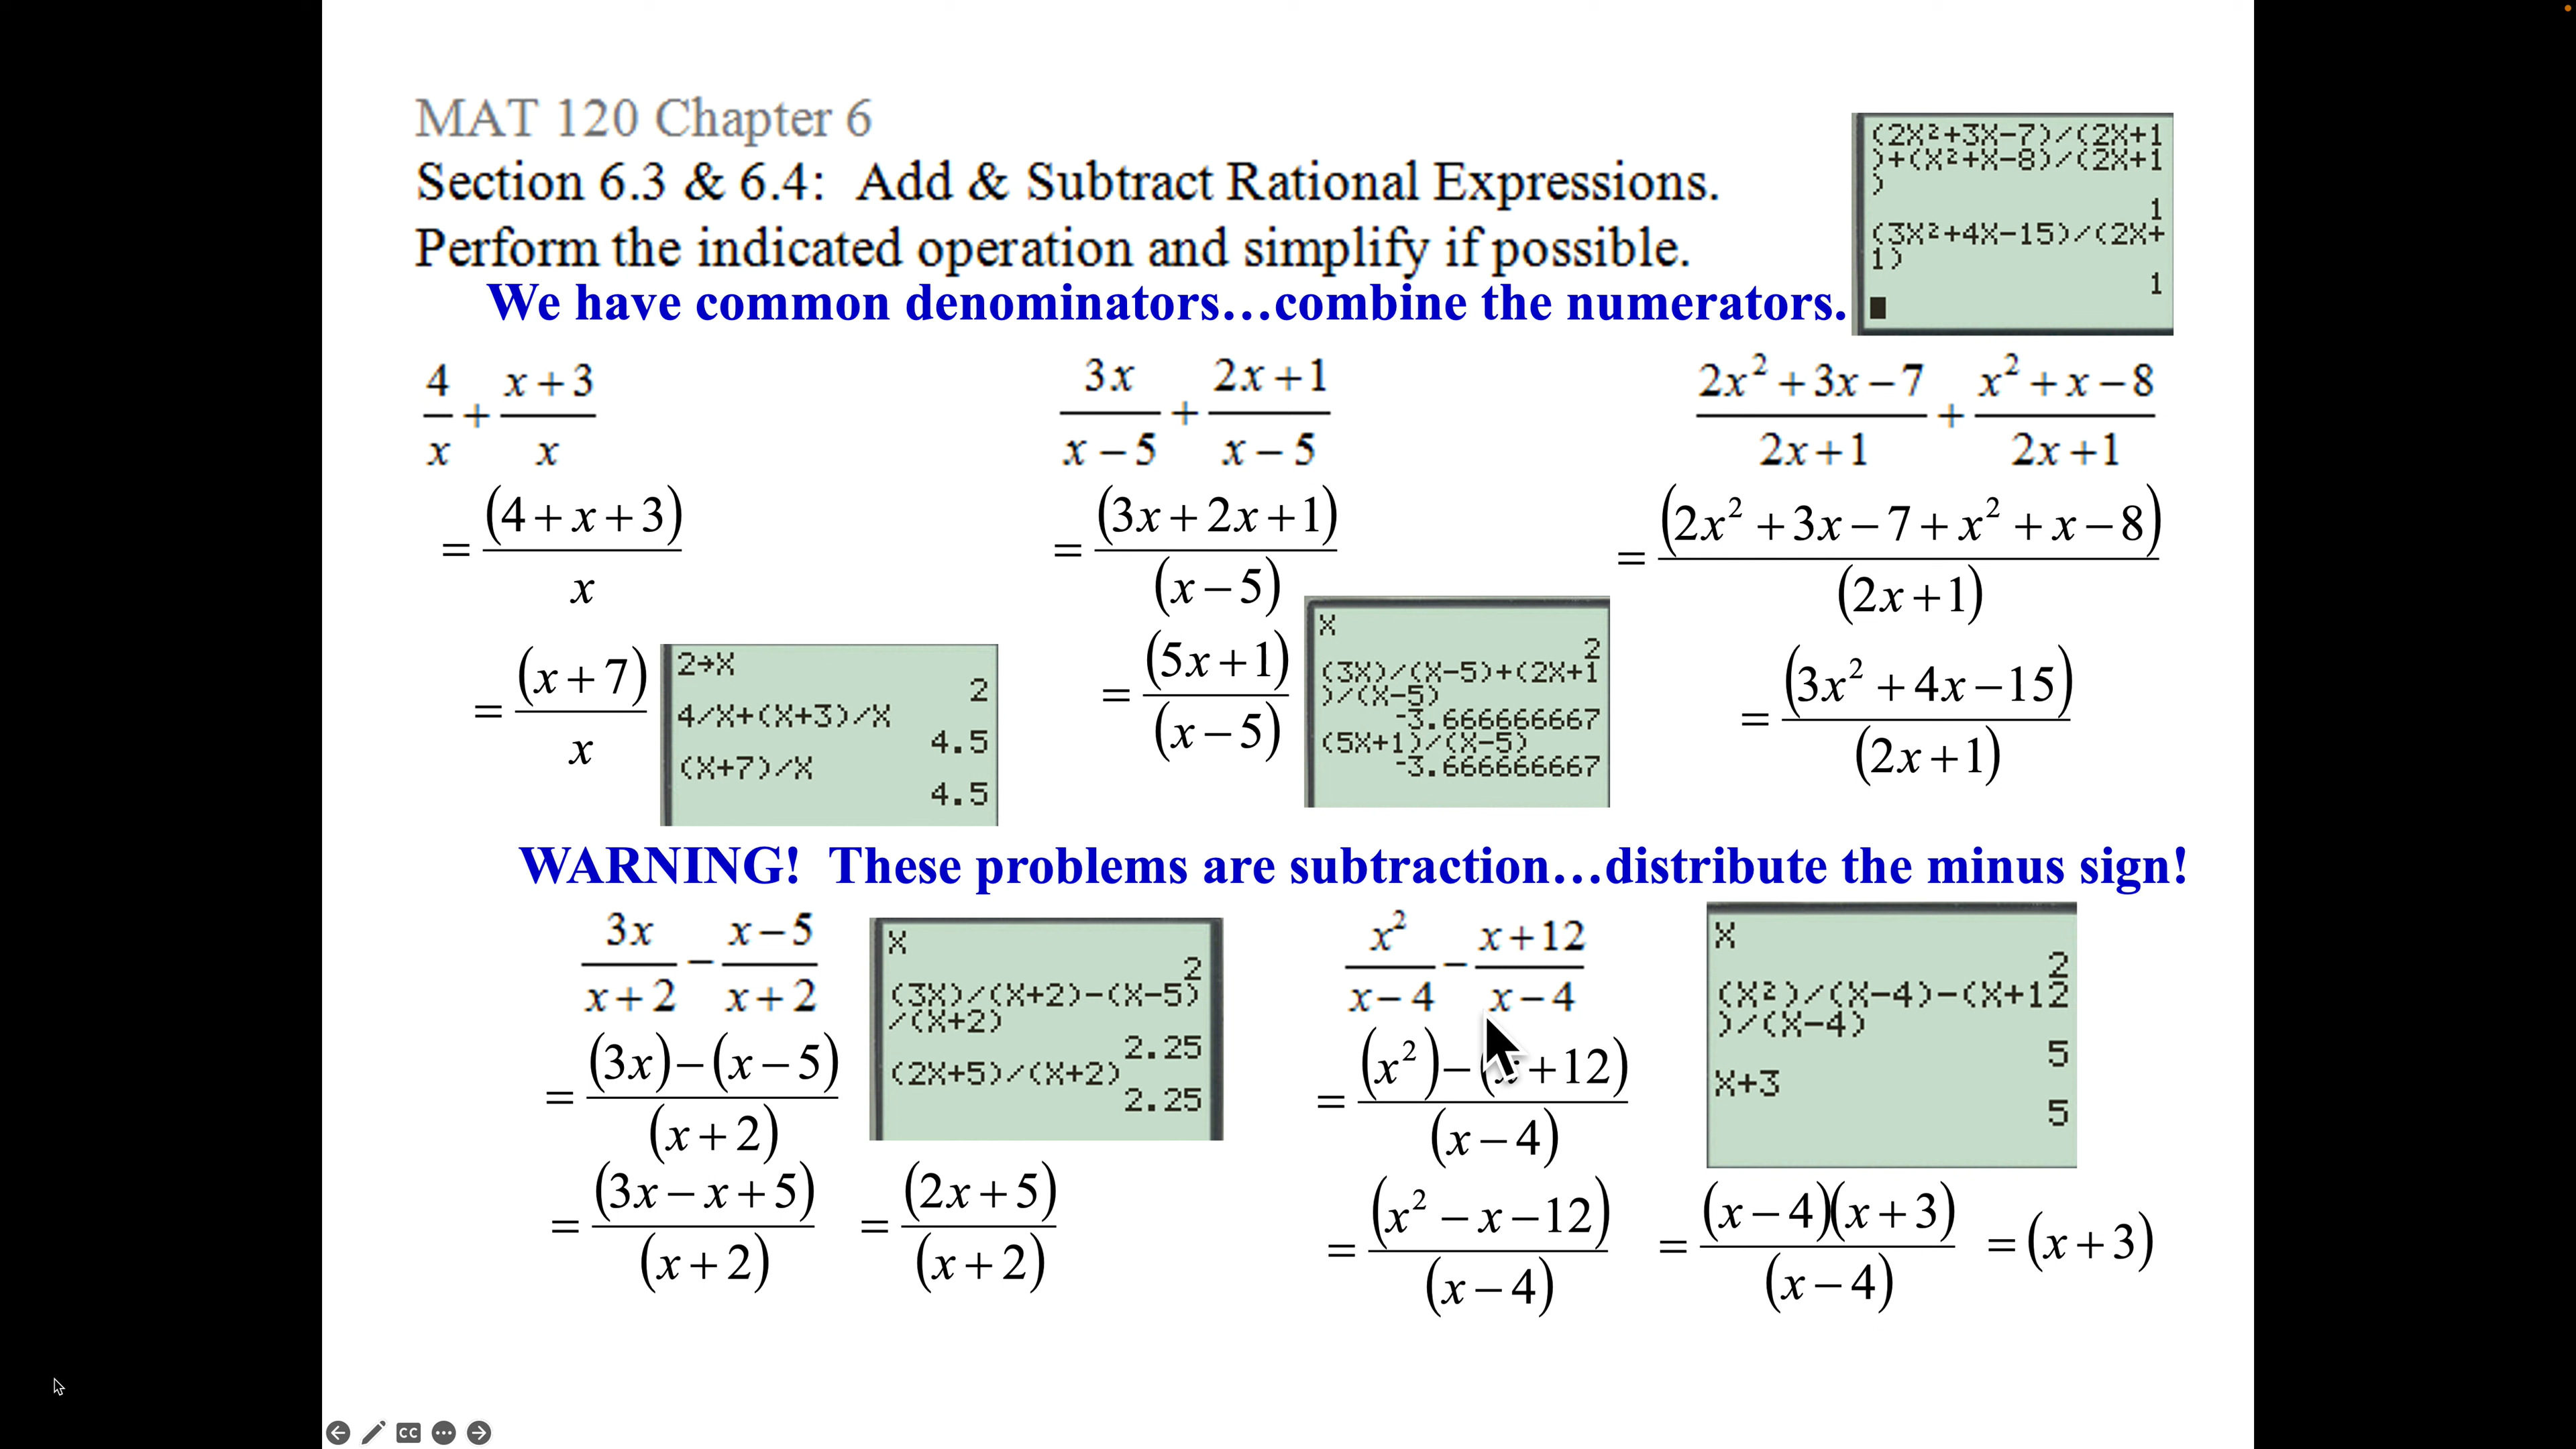 MAT 120 Chapter 6
Section 6.3 & 6.4: Add & Subtract Rational Expressions.
Perform the indicated operation and simplify if possible.
We have common denominators…combine the numerators.
(2X²+3X-7)/(2X+1
)+(X²+X-8)/(2X+1
)
1
(3X²+4X-15)/(2X+
1)
1
4/x + (x+3)/x
= (4+x+3)/x
= (x+7)/x
2→X
2
4/X+(X+3)/X
4.5
(X+7)/X
4.5
3x/(x−5) + (2x+1)/(x−5)
= (3x+2x+1)/(x−5)
= (5x+1)/(x−5)
X
2
(3X)/(X-5)+(2X+1
)/(X-5)
-3.666666667
(5X+1)/(X-5)
-3.666666667
(2x²+3x−7)/(2x+1) + (x²+x−8)/(2x+1)
= (2x²+3x−7+x²+x−8)/(2x+1)
= (3x²+4x−15)/(2x+1)
WARNING! These problems are subtraction…distribute the minus sign!
3x/(x+2) − (x−5)/(x+2)
= ((3x)−(x−5))/(x+2)
= (3x−x+5)/(x+2) = (2x+5)/(x+2)
X
2
(3X)/(X+2)-(X-5)
/(X+2)
2.25
(2X+5)/(X+2)
2.25
x²/(x−4) − (x+12)/(x−4)
= ((x²)−(x+12))/(x−4)
= (x²−x−12)/(x−4) = (x−4)(x+3)/(x−4) = (x+3)
X
2
(X²)/(X-4)-(X+12
)/(X-4)
5
X+3
5
CC